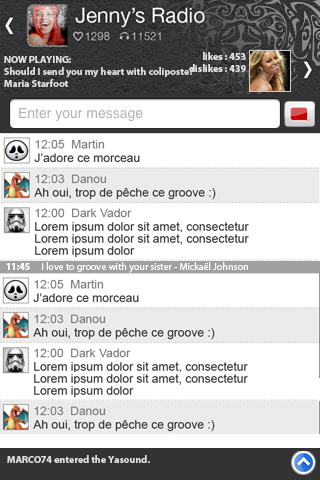 Jenny's Radio
1298 11521
NOW PLAYING:
Should I send you my heart with coliposte?
Maria Starfoot
likes : 453
dislikes : 439
Enter your message
12:05 Martin
J'adore ce morceau
12:03 Danou
Ah oui, trop de pêche ce groove :)
12:00 Dark Vador
Lorem ipsum dolor sit amet, consectetur
Lorem ipsum dolor sit amet, consectetur
Lorem ipsum dolor
11:45 I love to groove with your sister - Mickaël Johnson
12:05 Martin
J'adore ce morceau
12:03 Danou
Ah oui, trop de pêche ce groove :)
12:00 Dark Vador
Lorem ipsum dolor sit amet, consectetur
Lorem ipsum dolor sit amet, consectetur
Lorem ipsum dolor
12:03 Danou
Ah oui, trop de pêche ce groove :)
MARCO74 entered the Yasound.